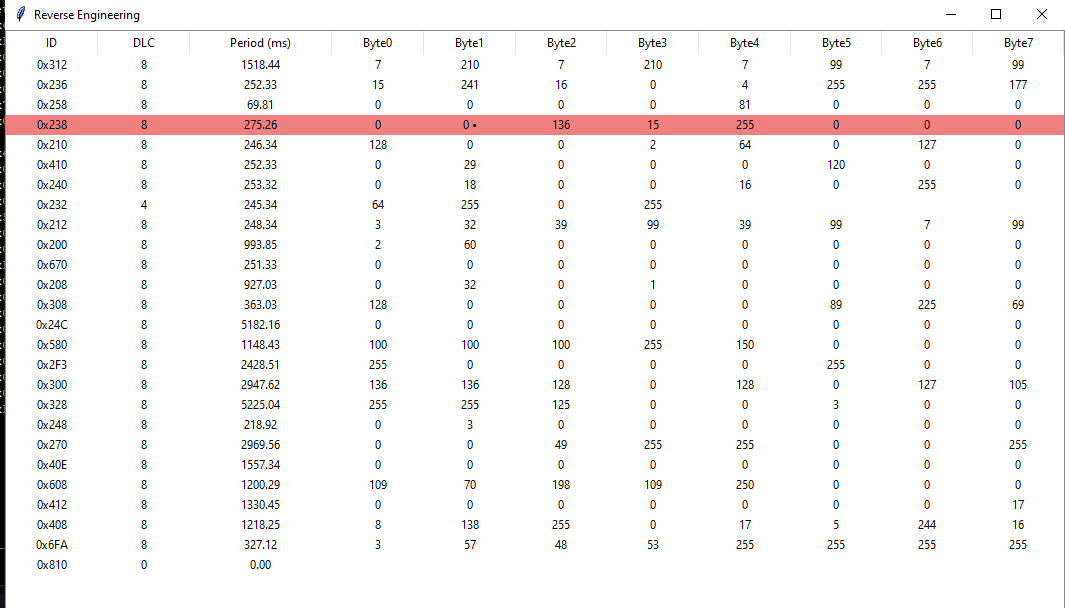 Reverse Engineering
ID DLC Period (ms) Byte0 Byte1 Byte2 Byte3 Byte4 Byte5 Byte6 Byte7
0x312 8 1518.44 7 210 7 210 7 99 7 99
0x236 8 252.33 15 241 16 0 4 255 255 177
0x258 8 69.81 0 0 0 0 81 0 0 0
0x238 8 275.26 0 0 • 136 15 255 0 0 0
0x210 8 246.34 128 0 0 2 64 0 127 0
0x410 8 252.33 0 29 0 0 0 120 0 0
0x240 8 253.32 0 18 0 0 16 0 255 0
0x232 4 245.34 64 255 0 255
0x212 8 248.34 3 32 39 99 39 99 7 99
0x200 8 993.85 2 60 0 0 0 0 0 0
0x670 8 251.33 0 0 0 0 0 0 0 0
0x208 8 927.03 0 32 0 1 0 0 0 0
0x308 8 363.03 128 0 0 0 0 89 225 69
0x24C 8 5182.16 0 0 0 0 0 0 0 0
0x580 8 1148.43 100 100 100 255 150 0 0 0
0x2F3 8 2428.51 255 0 0 0 0 255 0 0
0x300 8 2947.62 136 136 128 0 128 0 127 105
0x328 8 5225.04 255 255 125 0 0 3 0 0
0x248 8 218.92 0 3 0 0 0 0 0 0
0x270 8 2969.56 0 0 49 255 255 0 0 255
0x40E 8 1557.34 0 0 0 0 0 0 0 0
0x608 8 1200.29 109 70 198 109 250 0 0 0
0x412 8 1330.45 0 0 0 0 0 0 0 17
0x408 8 1218.25 8 138 255 0 17 5 244 16
0x6FA 8 327.12 3 57 48 53 255 255 255 255
0x810 0 0.00